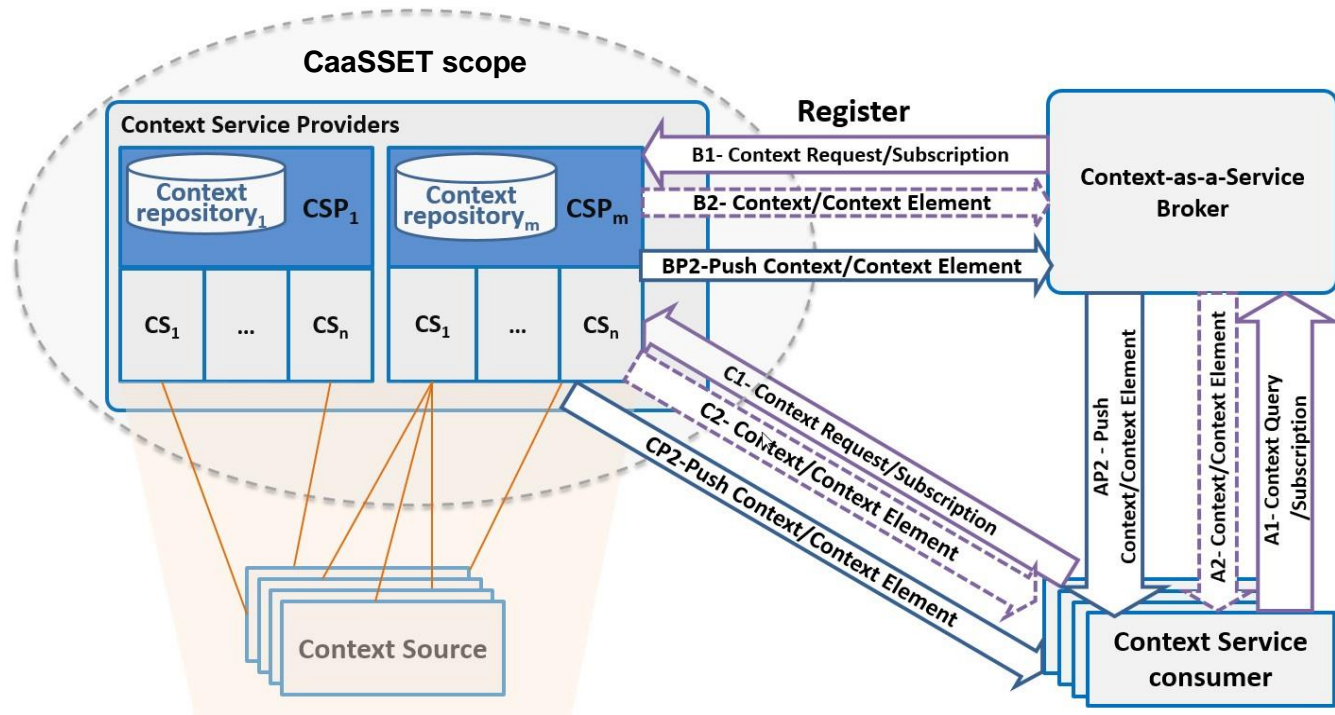 CaaSSET scope
Context Service Providers
Context
repository1
CSP1
Context
repositorym
CSPm
CS1
...
CSn
CS1
...
CSn
Register
B1- Context Request/Subscription
B2- Context/Context Element
BP2-Push Context/Context Element
Context-as-a-Service
Broker
C1- Context Request/Subscription
C2- Context/Context Element
CP2-Push Context/Context Element
AP2 - Push
Context/Context Element
A2- Context/Context Element
A1- Context Query
/Subscription
Context Source
Context Service
consumer